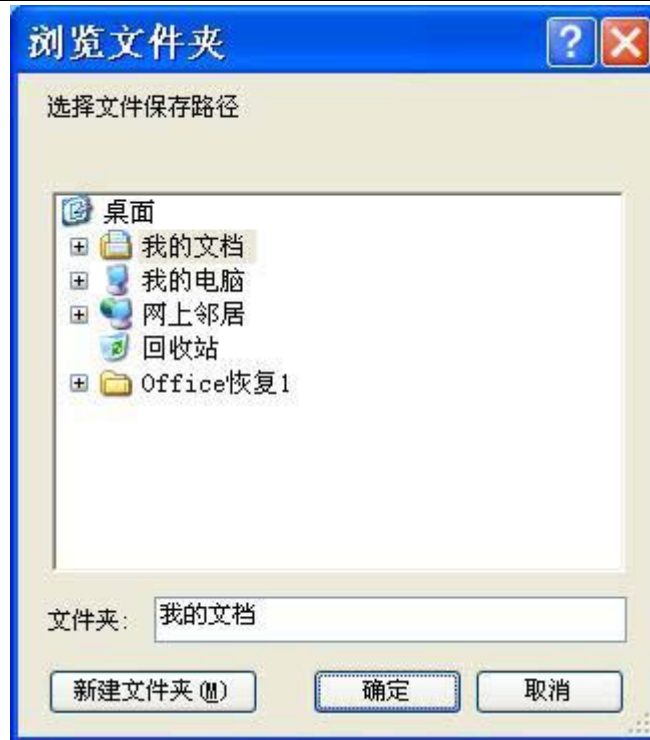 浏览文件夹
选择文件保存路径
桌面
我的文档
我的电脑
网上邻居
回收站
Office恢复1
文件夹: 我的文档
新建文件夹(M) 确定 取消